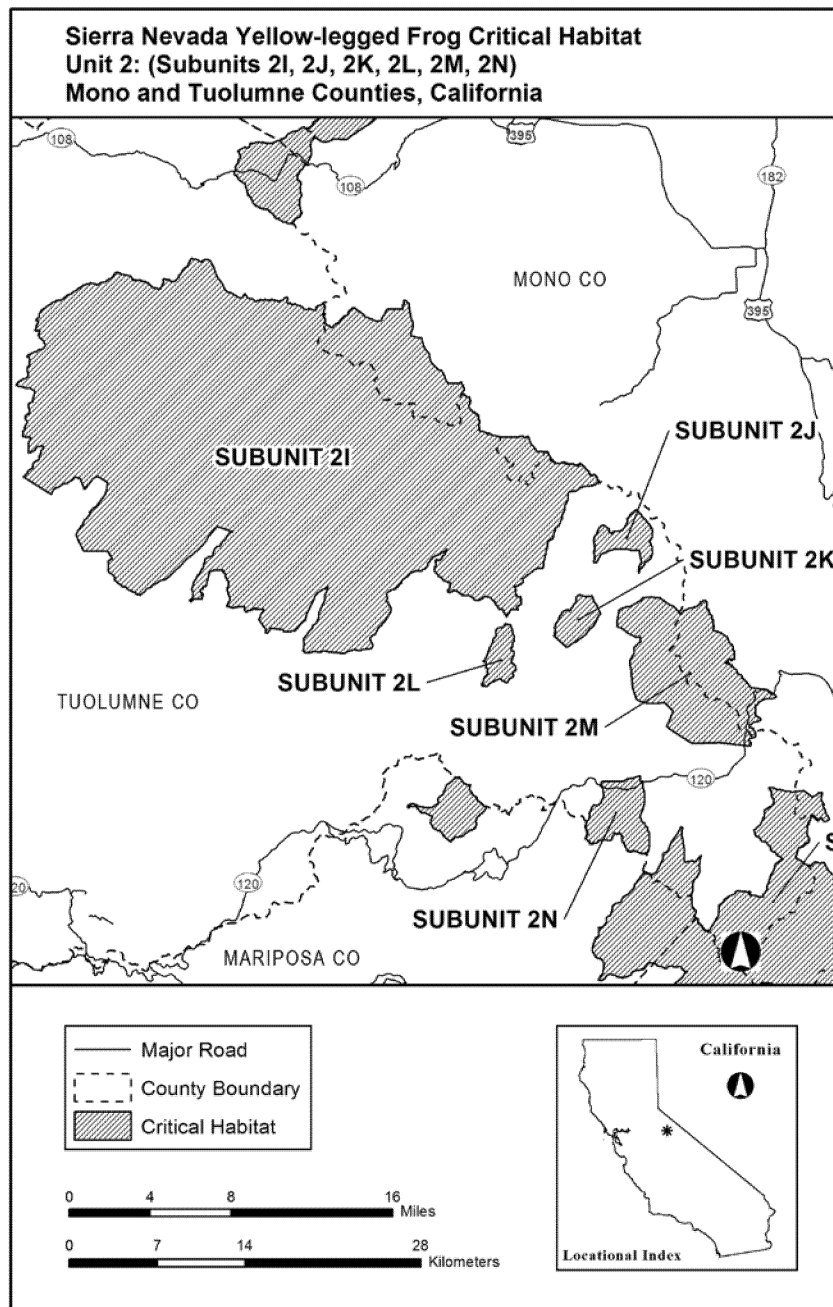 Sierra Nevada Yellow-legged Frog Critical Habitat
Unit 2: (Subunits 2I, 2J, 2K, 2L, 2M, 2N)
Mono and Tuolumne Counties, California
108
395
108
182
MONO CO
395
SUBUNIT 2J
SUBUNIT 2I
SUBUNIT 2K
SUBUNIT 2L
TUOLUMNE CO
SUBUNIT 2M
120
S
20
120
SUBUNIT 2N
MARIPOSA CO
Major Road
County Boundary
Critical Habitat
California
0 4 8 16
Miles
0 7 14 28
Kilometers
Locational Index